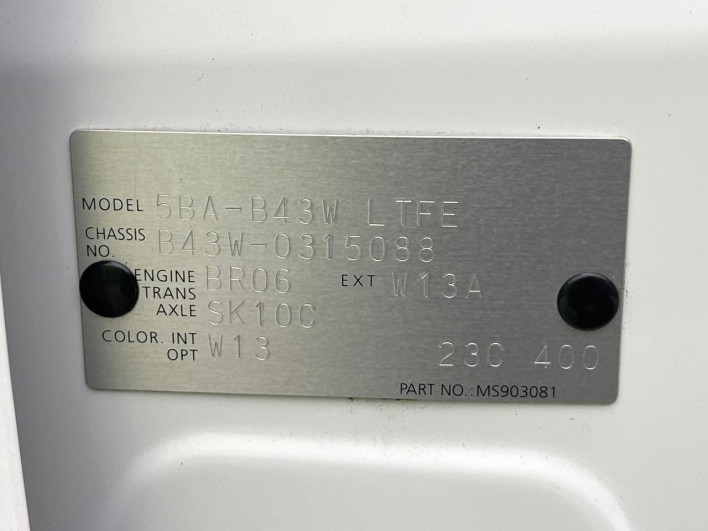 MODEL 5BA-B43W LTFE
CHASSIS NO. B43W-0315088
ENGINE BR06 EXT W13A
TRANS AXLE SK10C
COLOR. INT OPT W13 23C 400
PART NO.:MS903081